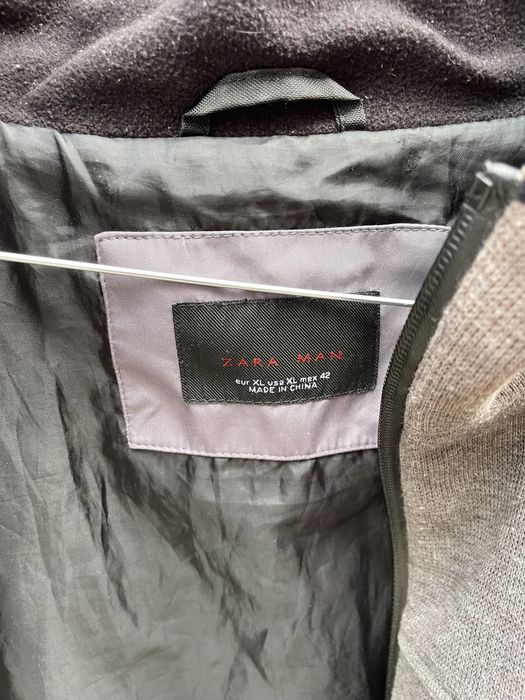 ZARA MAN
eur XL usa XL mex 42
MADE IN CHINA